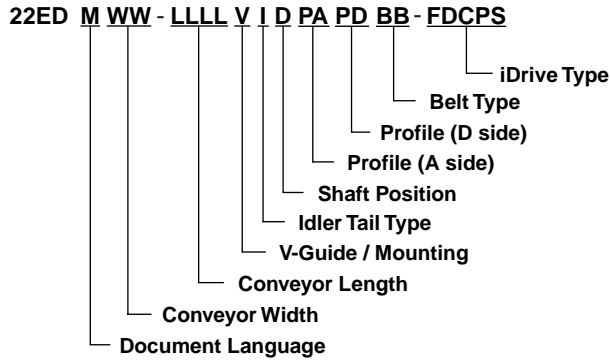 22ED M WW - LLLL V I D PA PD BB - FDCPS
iDrive Type
Belt Type
Profile (D side)
Profile (A side)
Shaft Position
Idler Tail Type
V-Guide / Mounting
Conveyor Length
Conveyor Width
Document Language